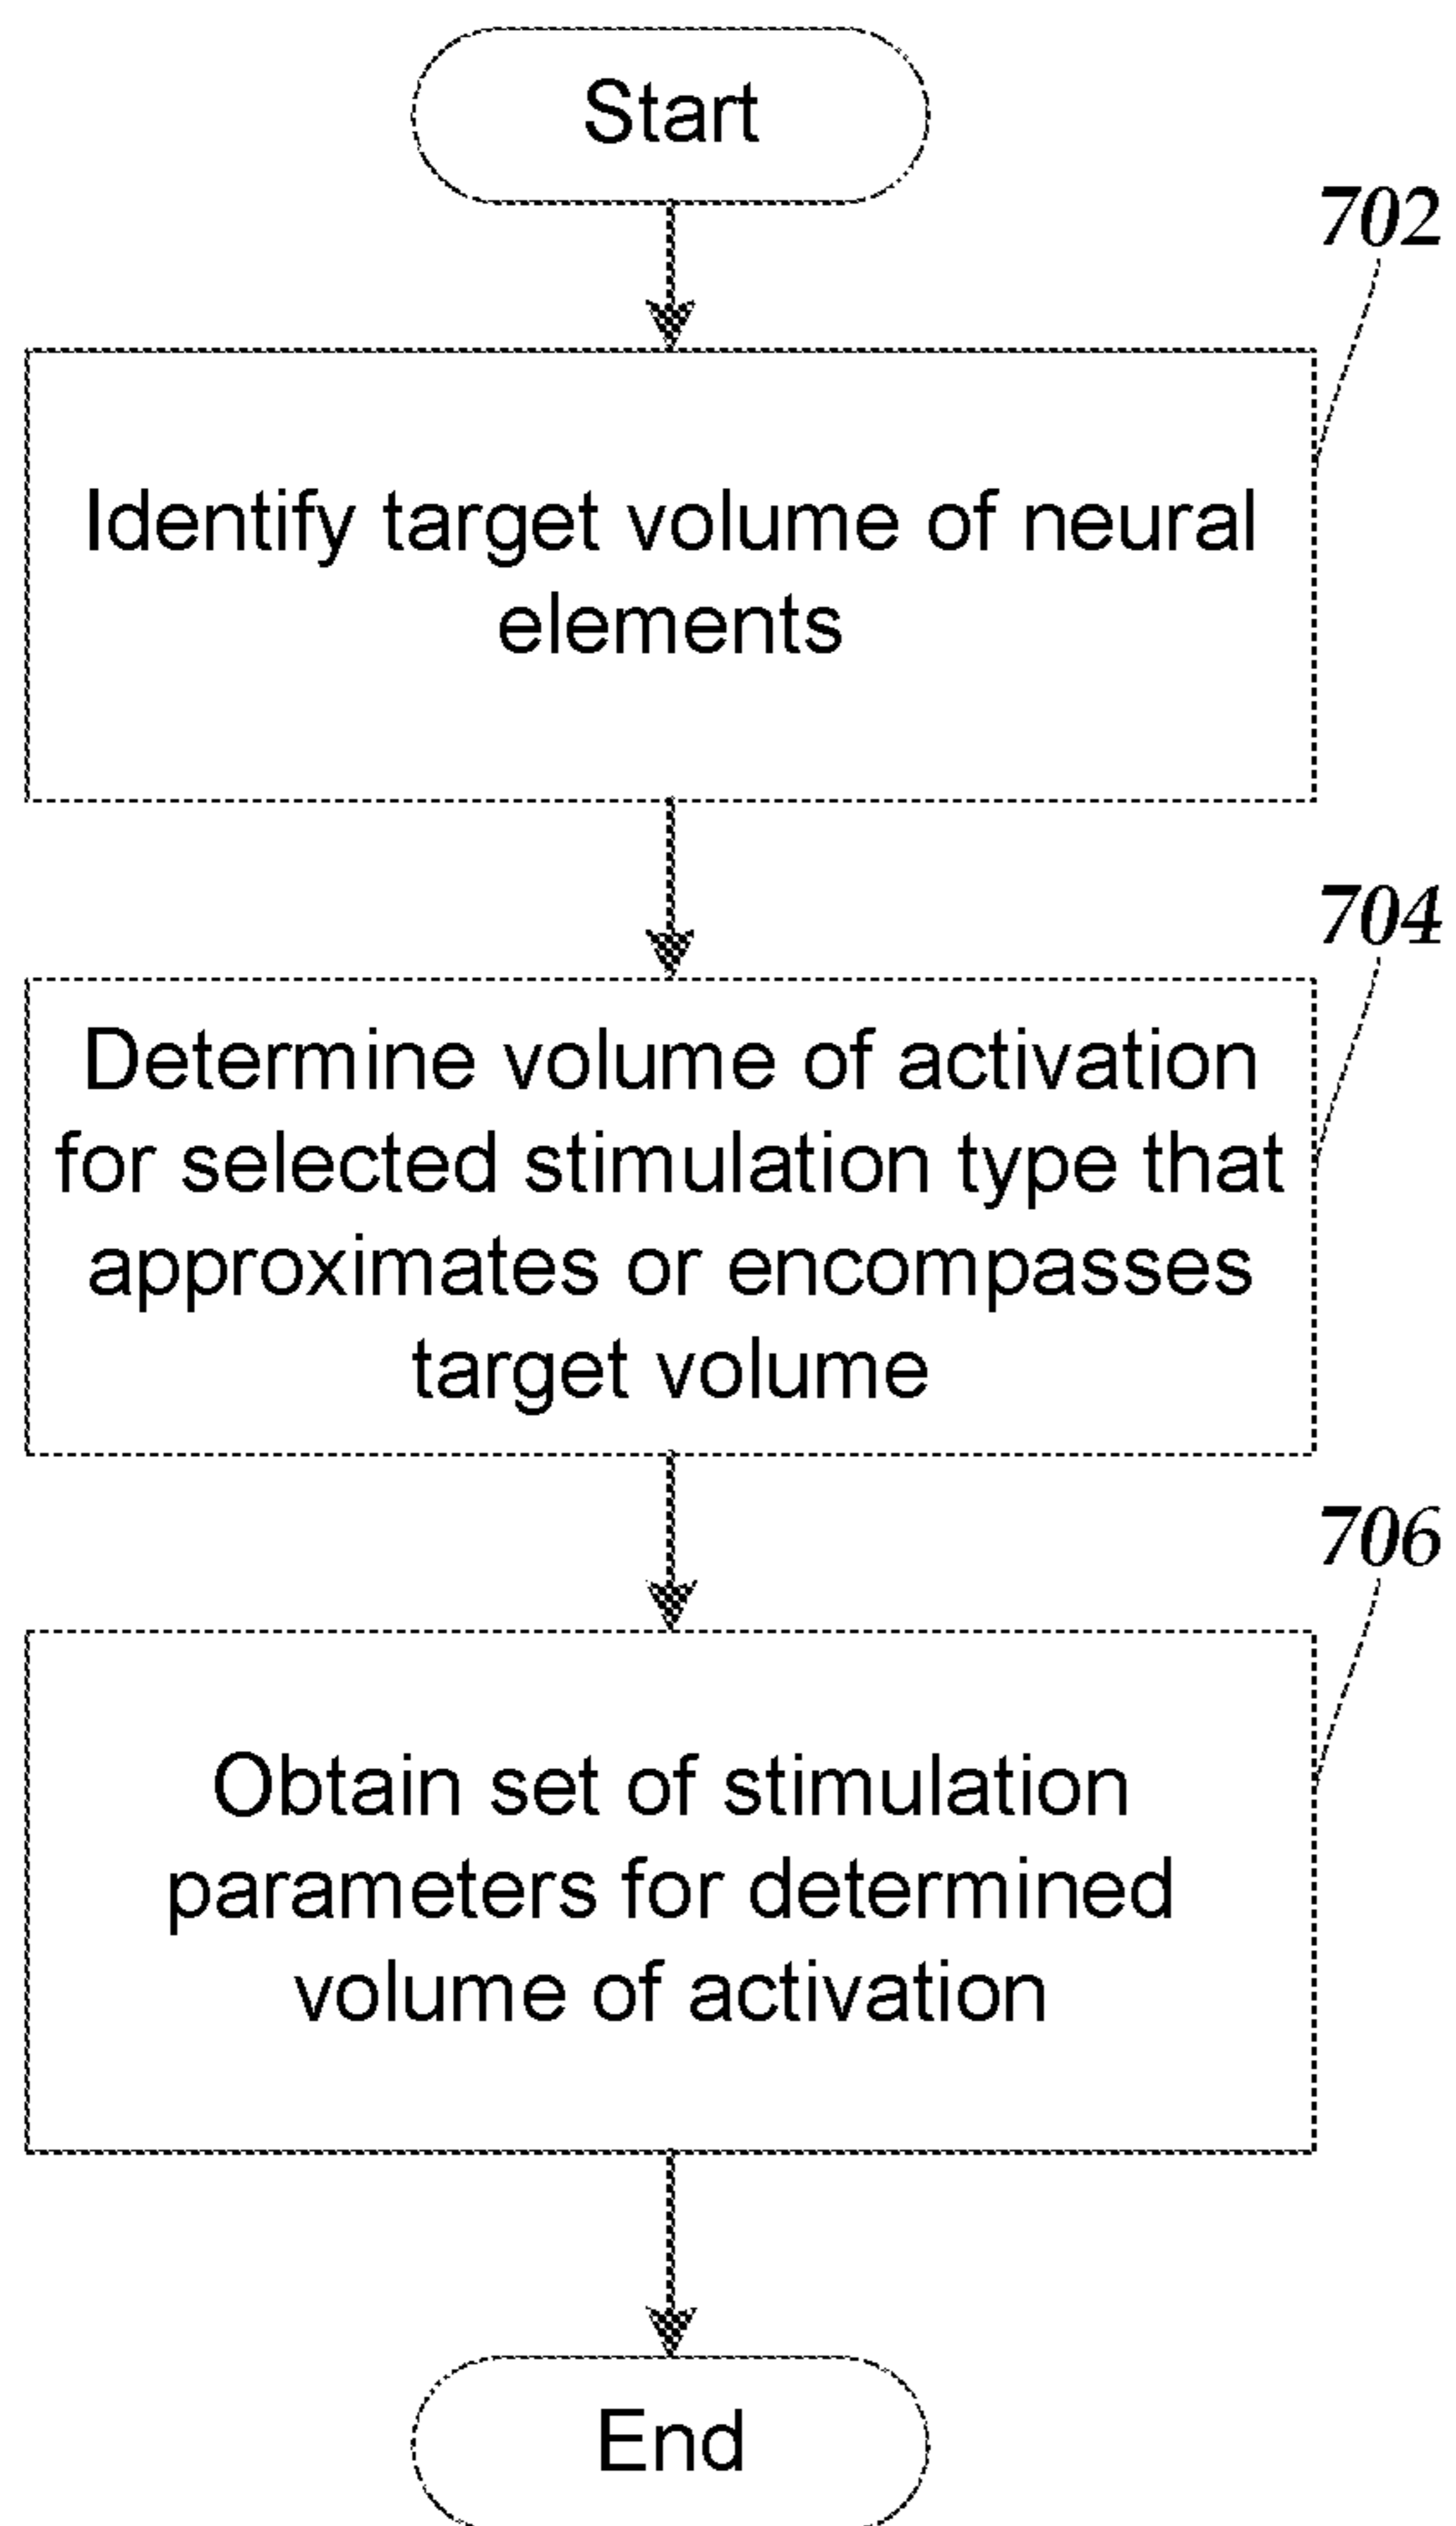 Start
702
Identify target volume of neural
elements
704
Determine volume of activation
for selected stimulation type that
approximates or encompasses
target volume
706
Obtain set of stimulation
parameters for determined
volume of activation
End